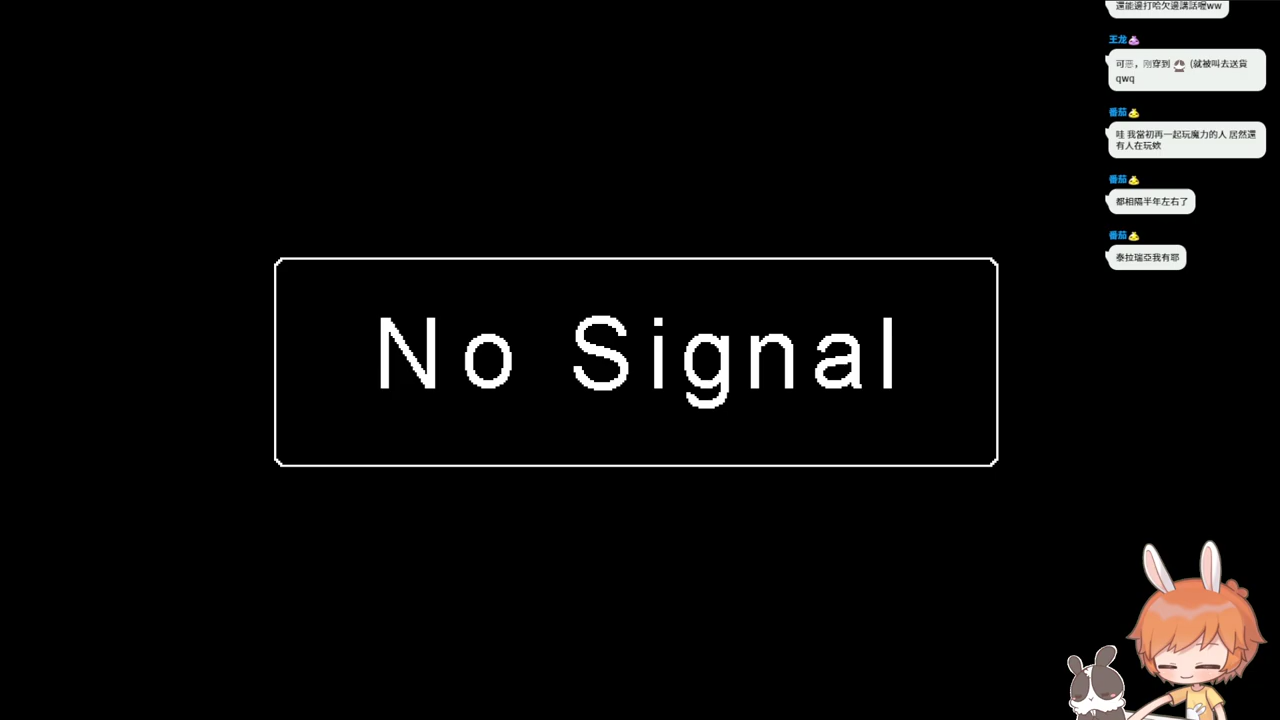 還能邊打哈欠邊講話喔ww
王龙
可惡，剛穿到 (就被叫去送貨
qwq
番茄
哇 我當初再一起玩魔力的人 居然還
有人在玩欸
番茄
都相隔半年左右了
番茄
泰拉瑞亞我有耶
No Signal